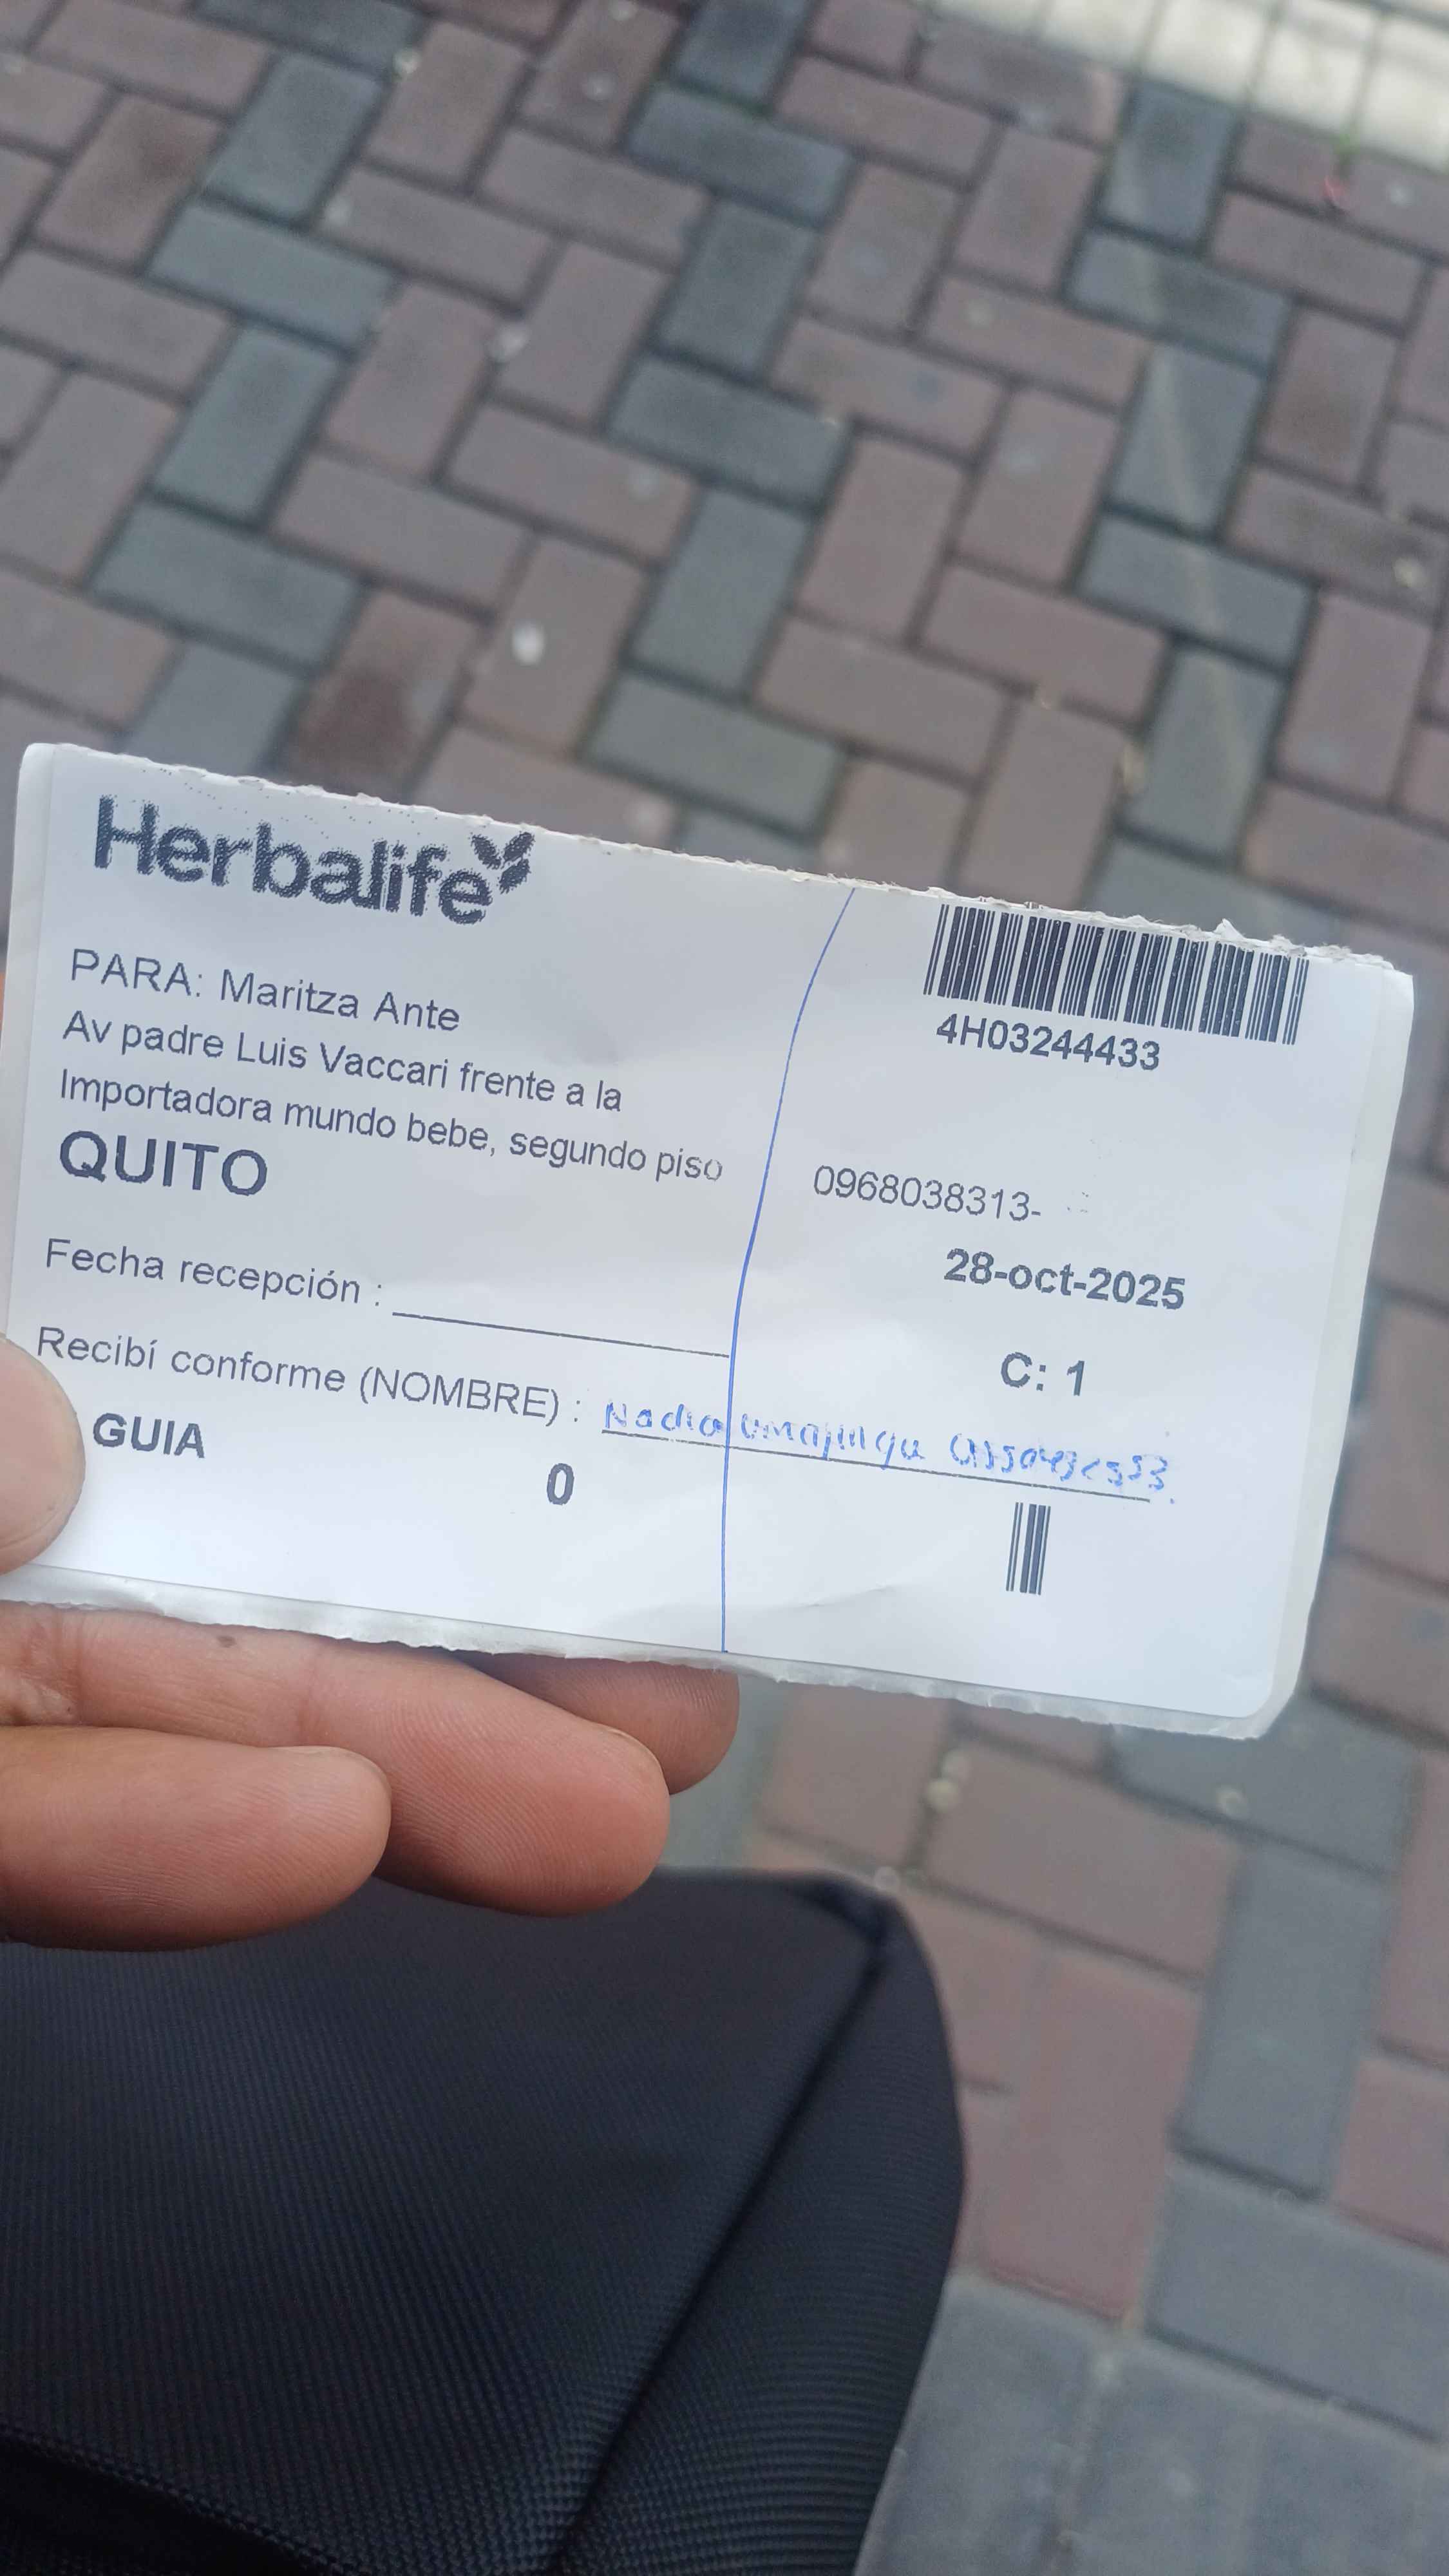 Herbalife
4H03244433
PARA: Maritza Ante
Av padre Luis Vaccari frente a la
Importadora mundo bebe, segundo piso
QUITO
0968038313-
28-oct-2025
Fecha recepción :
C: 1
Recibí conforme (NOMBRE) : Nadia
GUIA
0